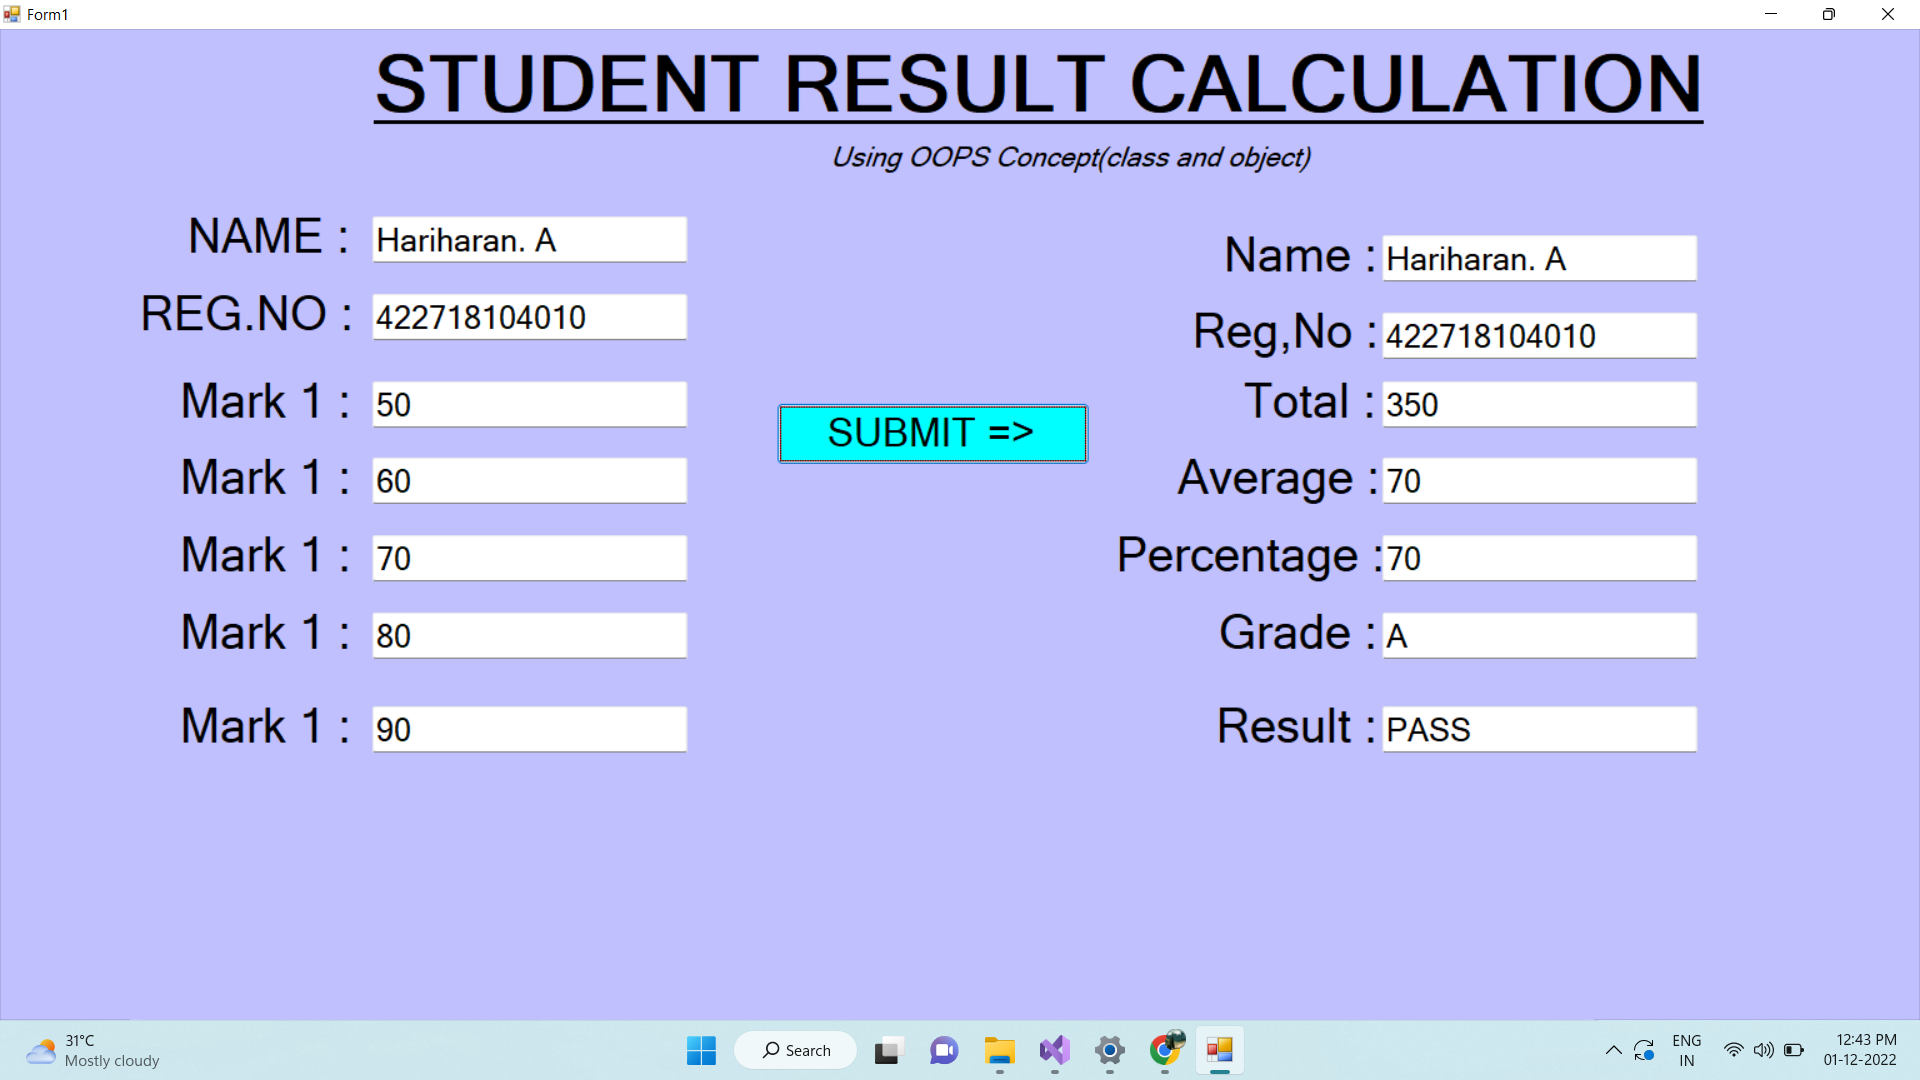 Form1
STUDENT RESULT CALCULATION
Using OOPS Concept(class and object)
NAME : Hariharan. A
REG.NO : 422718104010
Mark 1 : 50
Mark 1 : 60
Mark 1 : 70
Mark 1 : 80
Mark 1 : 90
SUBMIT =>
Name : Hariharan. A
Reg,No : 422718104010
Total : 350
Average : 70
Percentage : 70
Grade : A
Result : PASS
31°C
Mostly cloudy
Search
ENG
IN
12:43 PM
01-12-2022